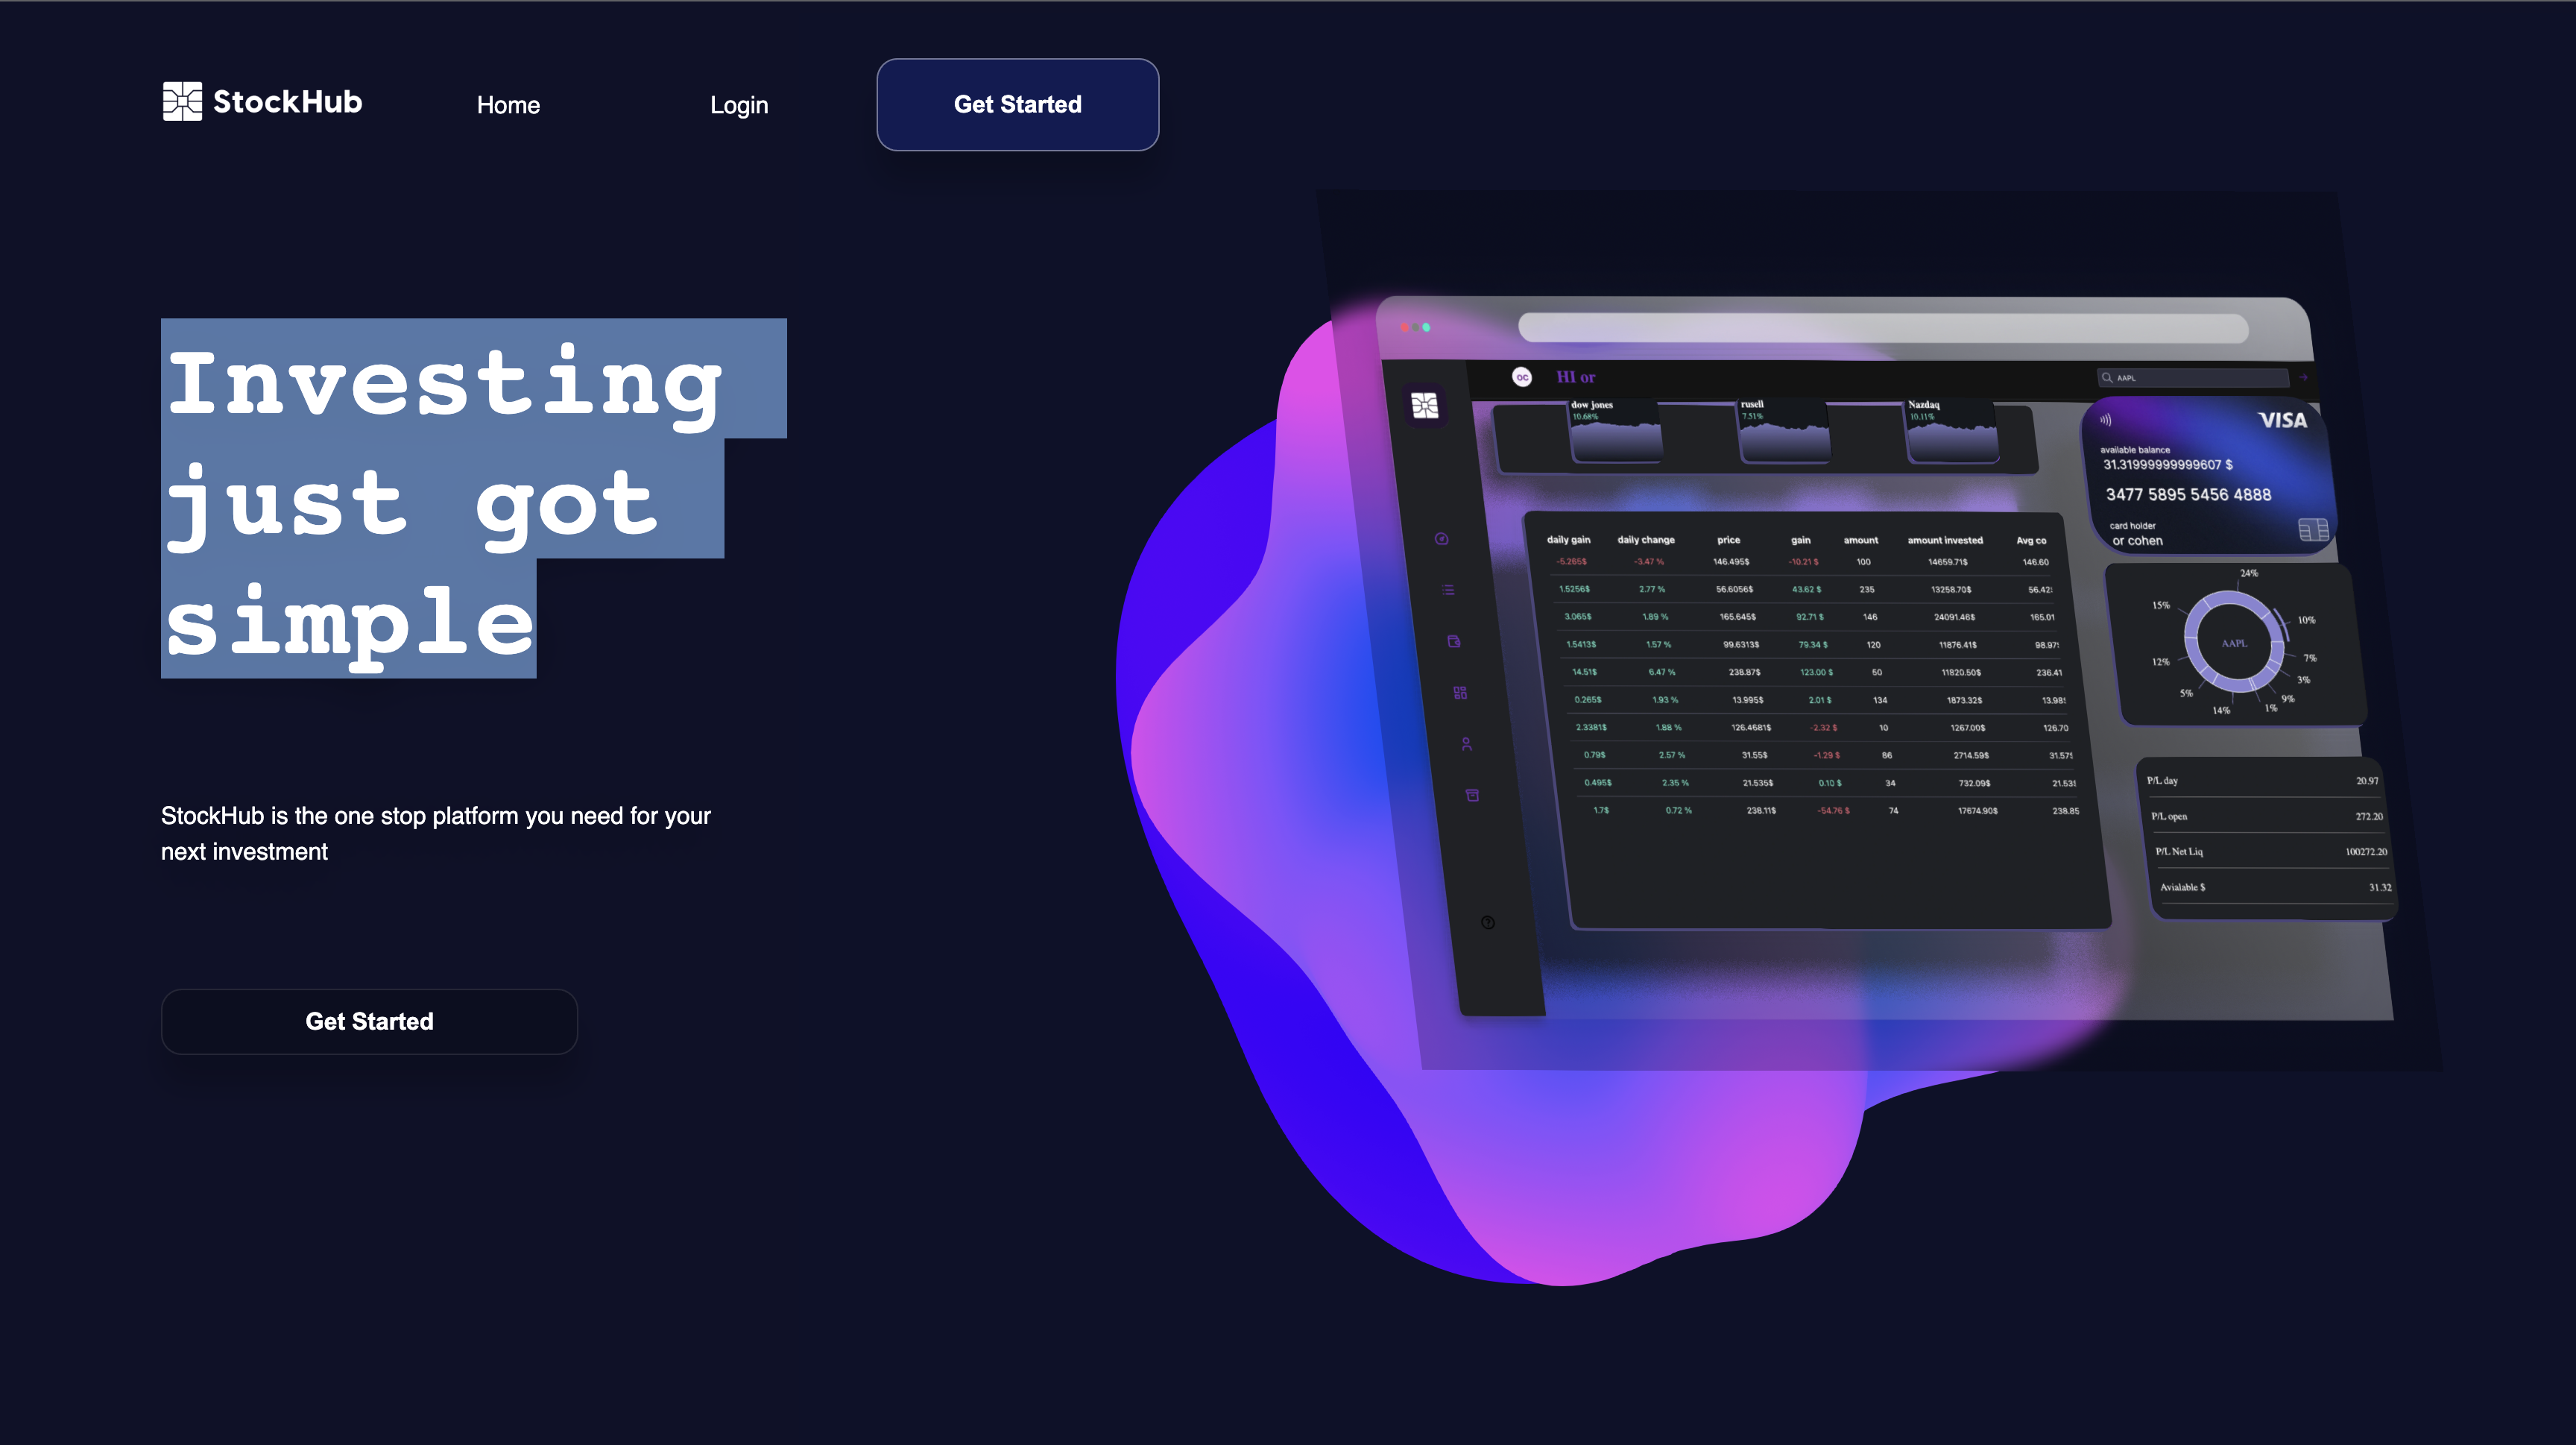 StockHub
Home
Login
Get Started
Investing
just got
simple
StockHub is the one stop platform you need for your
next investment
Get Started
OC
HI or
AAPL
dow jones
10.68%
rusell
7.51%
Nazdaq
10.11%
VISA
available balance
31.31999999999607 $
3477 5895 5456 4888
card holder
or cohen
daily gain daily change price gain amount amount invested Avg co
-5.285$ -3.47 % 146.495$ -10.21 $ 100 14659.71$ 146.60
1.5256$ 2.77 % 56.6056$ 43.62 $ 235 13258.70$ 56.42
3.065$ 1.89 % 165.645$ 92.71 $ 146 24091.46$ 165.01
1.5413$ 1.57 % 99.6313$ 79.34 $ 120 11876.41$ 98.97
14.51$ 6.47 % 238.87$ 123.00 $ 50 11820.50$ 236.41
0.265$ 1.93 % 13.995$ 2.01 $ 134 1873.32$ 13.98
2.3381$ 1.88 % 126.4681$ -2.32 $ 10 1267.00$ 126.70
0.79$ 2.57 % 31.55$ -1.29 $ 86 2714.59$ 31.57
0.495$ 2.35 % 21.535$ 0.10 $ 34 732.09$ 21.53
1.7$ 0.72 % 238.11$ -54.76 $ 74 17674.90$ 238.85
24%
15%
10%
AAPL
12%
7%
3%
5%
9%
14%
1%
P/L day 20.97
P/L open 272.20
P/L Net Liq 100272.20
Avialable $ 31.32